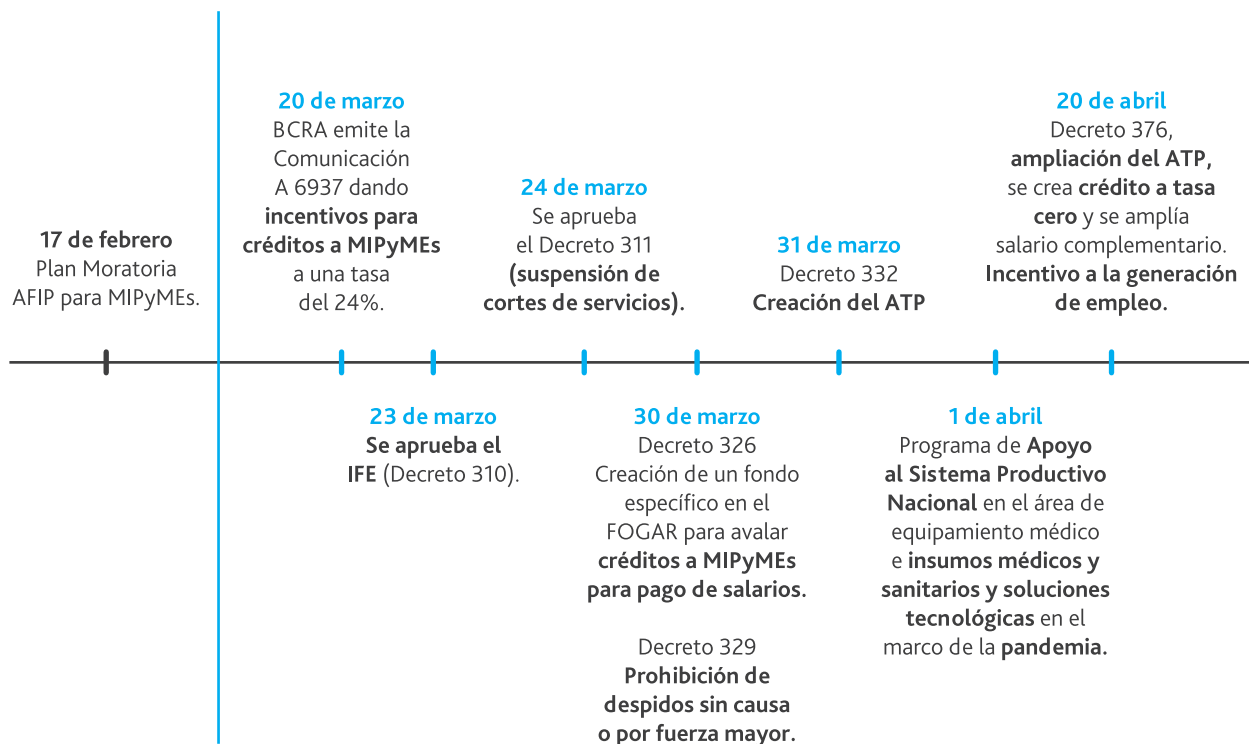 17 de febrero
Plan Moratoria
AFIP para MIPyMEs.
20 de marzo
BCRA emite la
Comunicación
A 6937 dando
incentivos para
créditos a MIPyMEs
a una tasa
del 24%.
23 de marzo
Se aprueba el
IFE (Decreto 310).
24 de marzo
Se aprueba
el Decreto 311
(suspensión de
cortes de servicios).
30 de marzo
Decreto 326
Creación de un fondo
específico en el
FOGAR para avalar
créditos a MIPyMEs
para pago de salarios.
Decreto 329
Prohibición de
despidos sin causa
o por fuerza mayor.
31 de marzo
Decreto 332
Creación del ATP
1 de abril
Programa de Apoyo
al Sistema Productivo
Nacional en el área de
equipamiento médico
e insumos médicos y
sanitarios y soluciones
tecnológicas en el
marco de la pandemia.
20 de abril
Decreto 376,
ampliación del ATP,
se crea crédito a tasa
cero y se amplía
salario complementario.
Incentivo a la generación
de empleo.